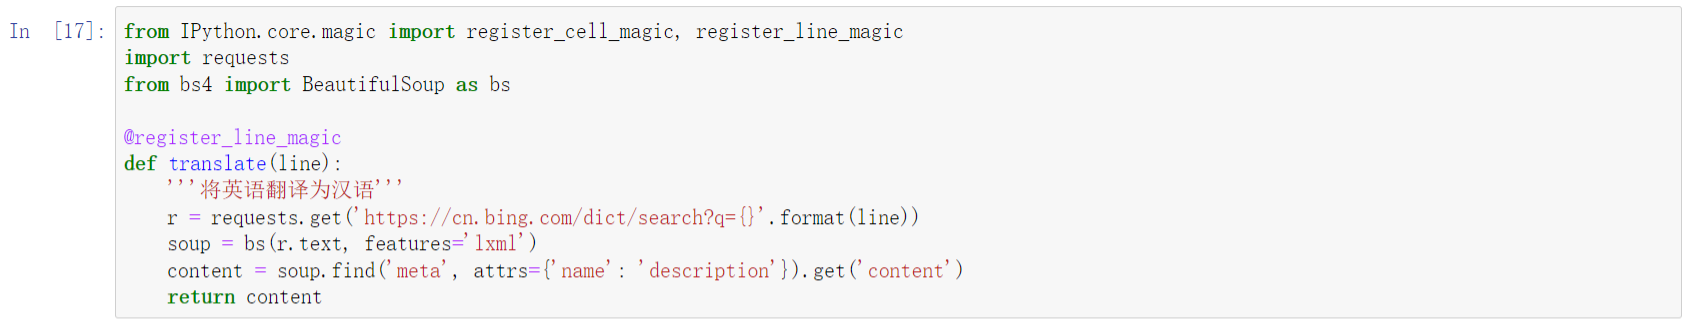 In [17]: from IPython.core.magic import register_cell_magic, register_line_magic
import requests
from bs4 import BeautifulSoup as bs

@register_line_magic
def translate(line):
    '''将英语翻译为汉语'''
    r = requests.get('https://cn.bing.com/dict/search?q={}'.format(line))
    soup = bs(r.text, features='lxml')
    content = soup.find('meta', attrs={'name': 'description'}).get('content')
    return content